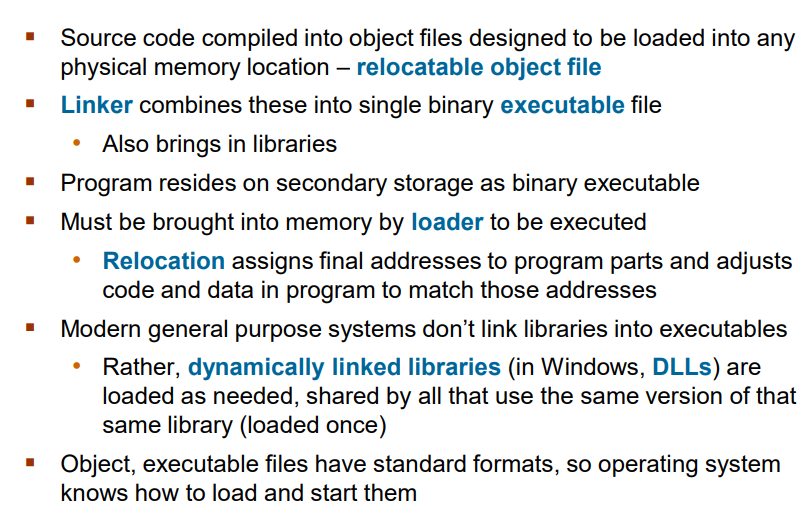 Source code compiled into object files designed to be loaded into any
physical memory location – relocatable object file
Linker combines these into single binary executable file
Also brings in libraries
Program resides on secondary storage as binary executable
Must be brought into memory by loader to be executed
Relocation assigns final addresses to program parts and adjusts
code and data in program to match those addresses
Modern general purpose systems don’t link libraries into executables
Rather, dynamically linked libraries (in Windows, DLLs) are
loaded as needed, shared by all that use the same version of that
same library (loaded once)
Object, executable files have standard formats, so operating system
knows how to load and start them